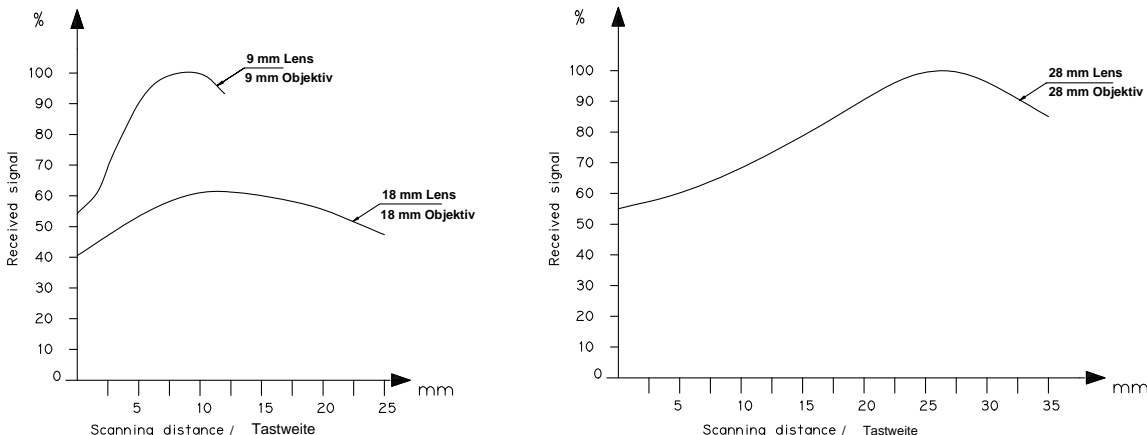 %
100
90
80
70
60
50
40
30
20
10
0
Received signal
9 mm Lens
9 mm Objektiv
18 mm Lens
18 mm Objektiv
5 10 15 20 25 mm
Scanning distance / Tastweite
%
100
90
80
70
60
50
40
30
20
10
0
Received signal
28 mm Lens
28 mm Objektiv
5 10 15 20 25 30 35 mm
Scanning distance / Tastweite